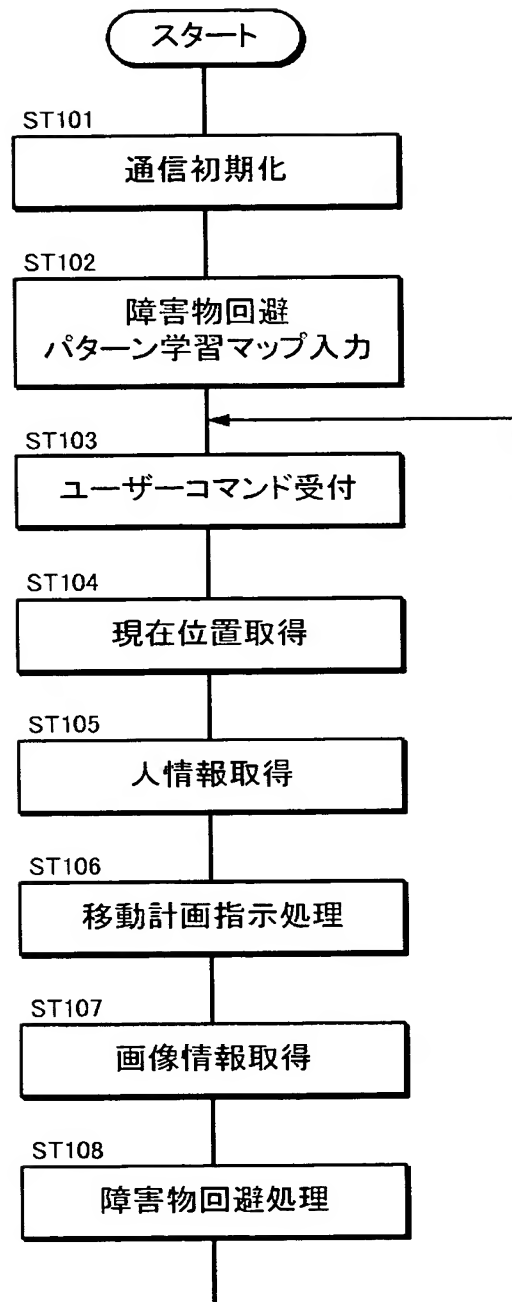 スタート
ST101
通信初期化
ST102
障害物回避
パターン学習マップ入力
ST103
ユーザーコマンド受付
ST104
現在位置取得
ST105
人情報取得
ST106
移動計画指示処理
ST107
画像情報取得
ST108
障害物回避処理